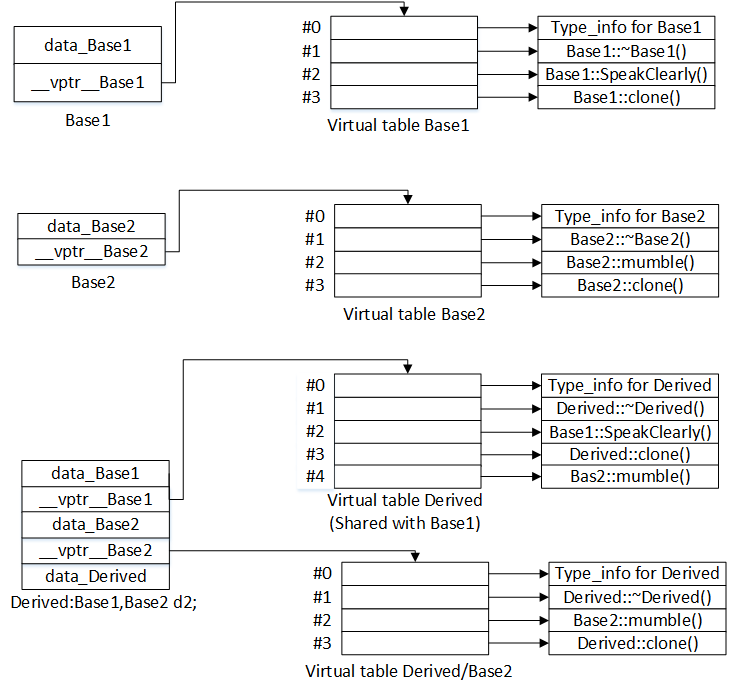 data_Base1
__vptr__Base1
Base1
#0
#1
#2
#3
Virtual table Base1
Type_info for Base1
Base1::~Base1()
Base1::SpeakClearly()
Base1::clone()
data_Base2
__vptr__Base2
Base2
#0
#1
#2
#3
Virtual table Base2
Type_info for Base2
Base2::~Base2()
Base2::mumble()
Base2::clone()
data_Base1
__vptr__Base1
data_Base2
__vptr__Base2
data_Derived
Derived:Base1,Base2 d2;
#0
#1
#2
#3
#4
Virtual table Derived
(Shared with Base1)
Type_info for Derived
Derived::~Derived()
Base1::SpeakClearly()
Derived::clone()
Bas2::mumble()
#0
#1
#2
#3
Virtual table Derived/Base2
Type_info for Derived
Derived::~Derived()
Base2::mumble()
Derived::clone()